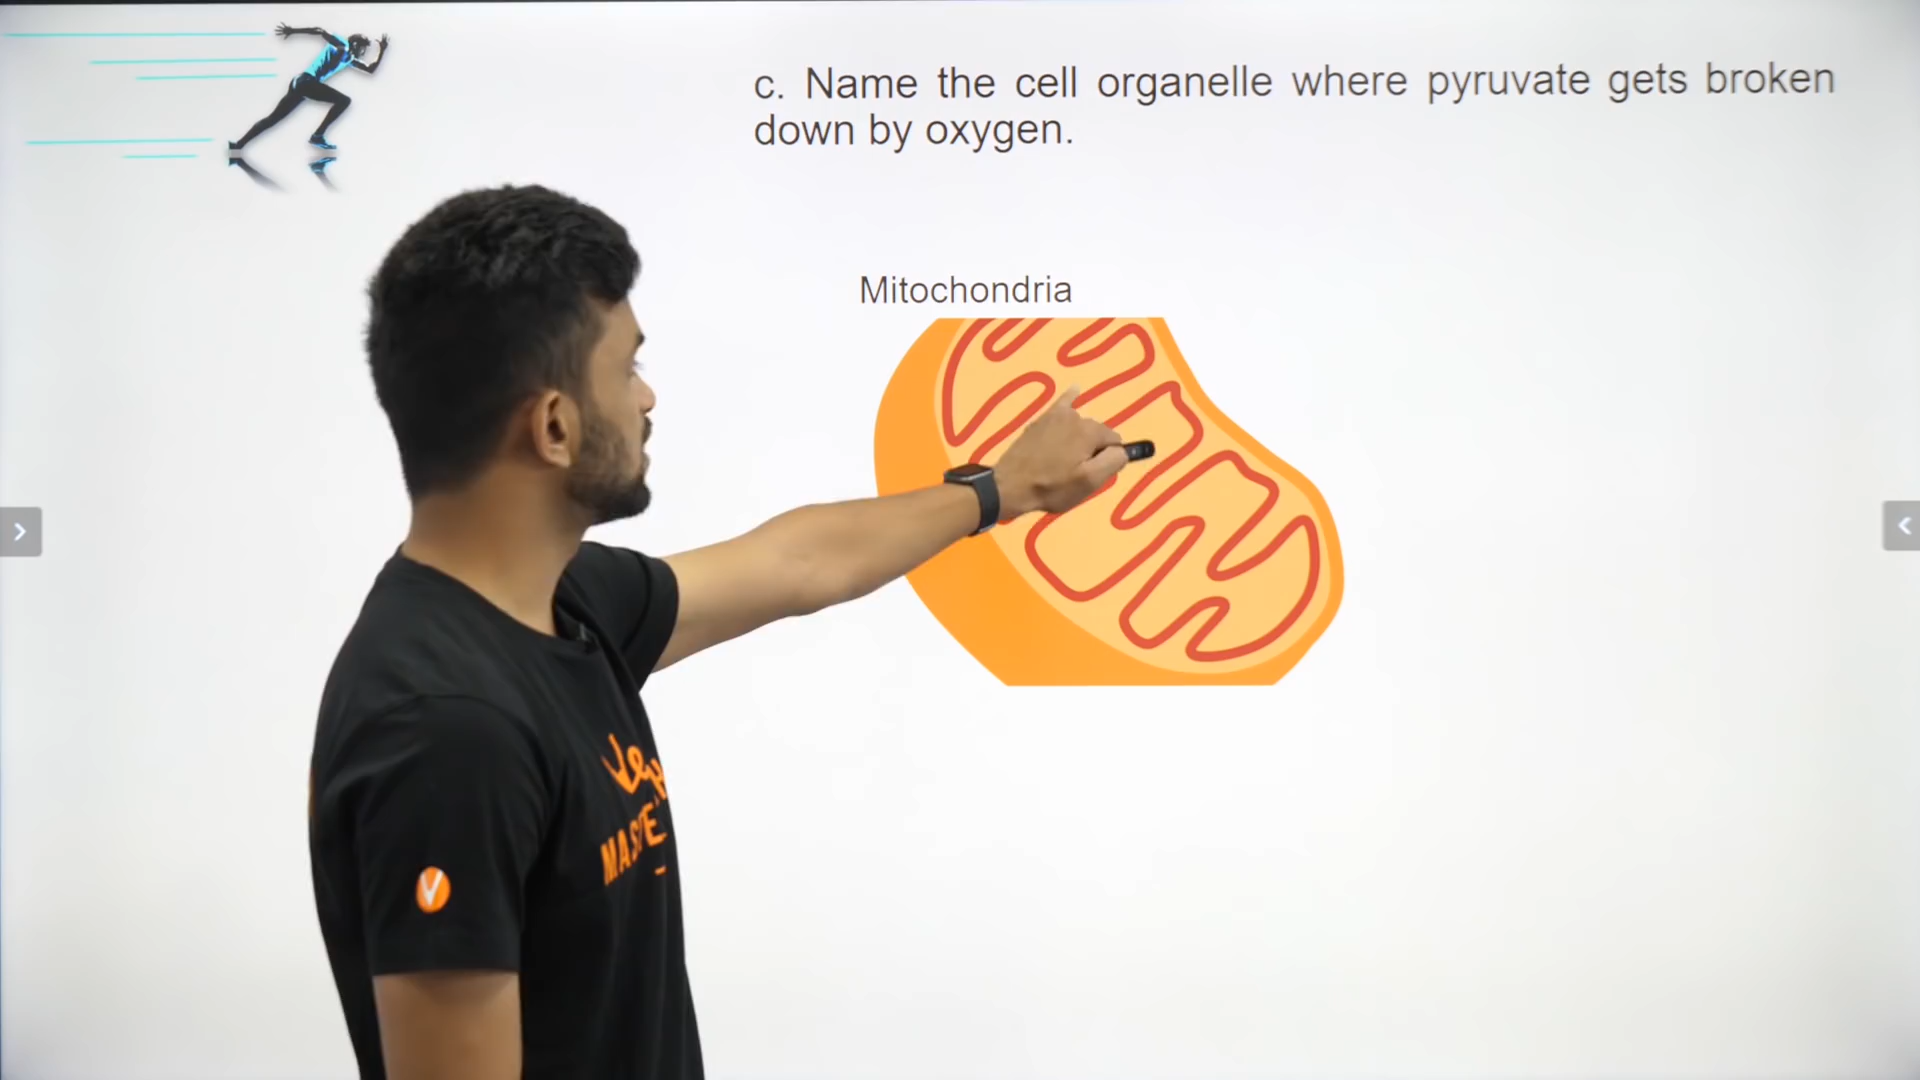 c. Name the cell organelle where pyruvate gets broken
down by oxygen.
Mitochondria
V